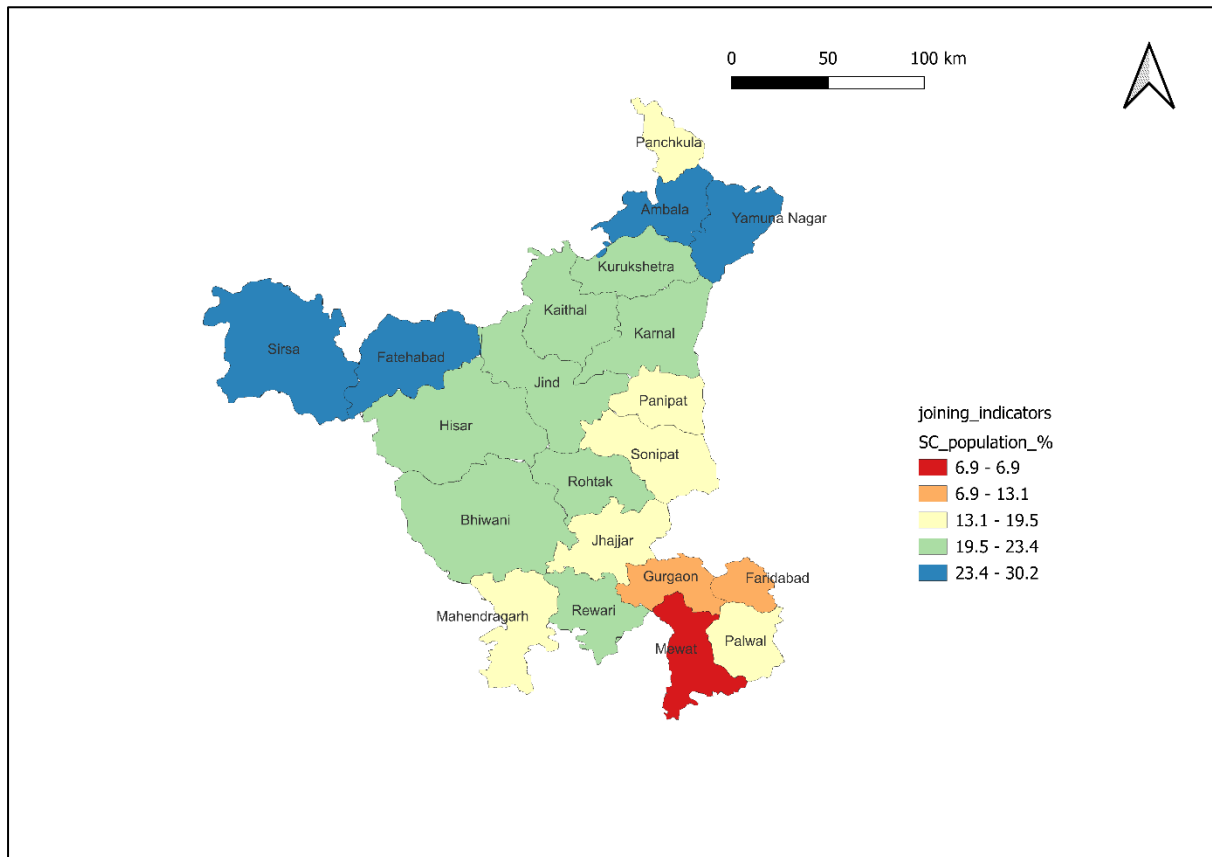 0 50 100 km
Panchkula
Ambala
Yamuna Nagar
Kurukshetra
Kaithal
Karnal
Sirsa
Fatehabad
Jind
Panipat
Hisar
Sonipat
Rohtak
Bhiwani
Jhajjar
Gurgaon
Faridabad
Mahendragarh
Rewari
Mewat
Palwal
joining_indicators
SC_population_%
6.9 - 6.9
6.9 - 13.1
13.1 - 19.5
19.5 - 23.4
23.4 - 30.2